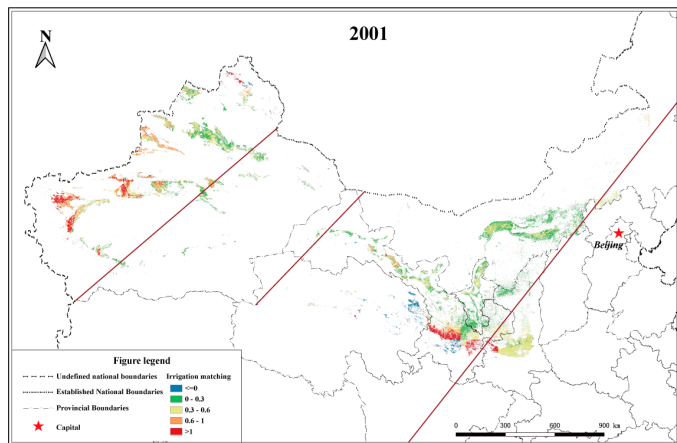 2001
N
Beijing
Figure legend
Undefined national boundaries
Irrigation matching
Established National Boundaries
<=0
0 - 0.3
Provincial Boundaries
0.3 - 0.6
0.6 - 1
Capital
>1
0 300 600 900 km